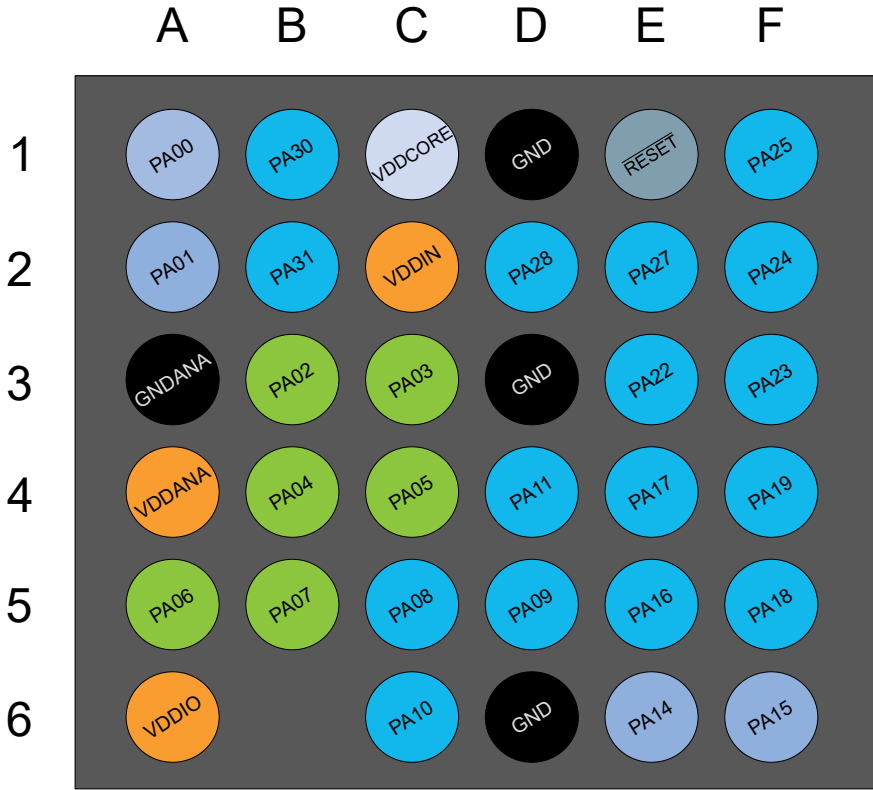 A B C D E F
1 PA00 PA30 VDDCORE GND RESET PA25
2 PA01 PA31 VDDIN PA28 PA27 PA24
3 GNDANA PA02 PA03 GND PA22 PA23
4 VDDANA PA04 PA05 PA11 PA17 PA19
5 PA06 PA07 PA08 PA09 PA16 PA18
6 VDDIO PA10 GND PA14 PA15